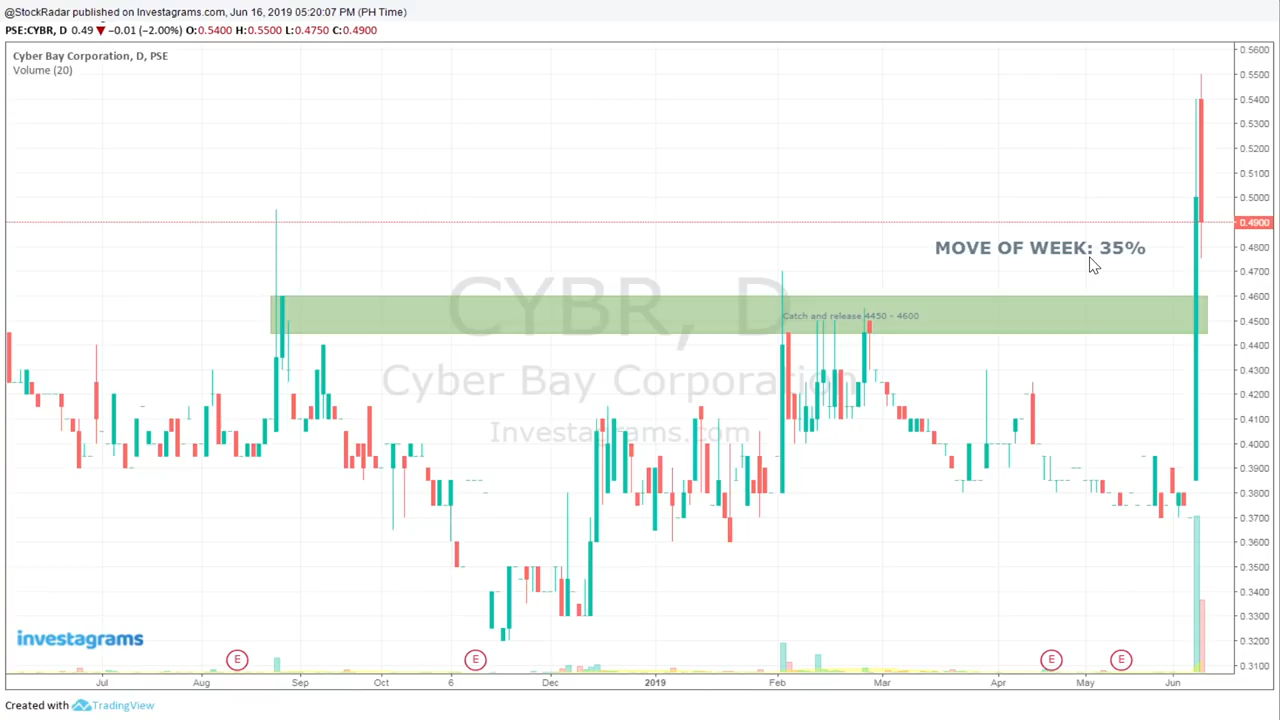 @StockRadar published on Investagrams.com, Jun 16, 2019 05:20:07 PM (PH Time)
PSE:CYBR, D 0.49 ▼ −0.01 (−2.00%) O:0.5400 H:0.5500 L:0.4750 C:0.4900
Cyber Bay Corporation, D, PSE
Volume (20)
0.5600
0.5500
0.5400
0.5300
0.5200
0.5100
0.5000
0.4900
0.4800
0.4700
0.4600
0.4500
0.4400
0.4300
0.4200
0.4100
0.4000
0.3900
0.3800
0.3700
0.3600
0.3500
0.3400
0.3300
0.3200
0.3100
MOVE OF WEEK: 35%
CYBR, D
Catch and release 4450 - 4600
Cyber Bay Corporation
Investagrams.com
investagrams
E E E E
Jul Aug Sep Oct 6 Dec 2019 Feb Mar Apr May Jun
Created with TradingView